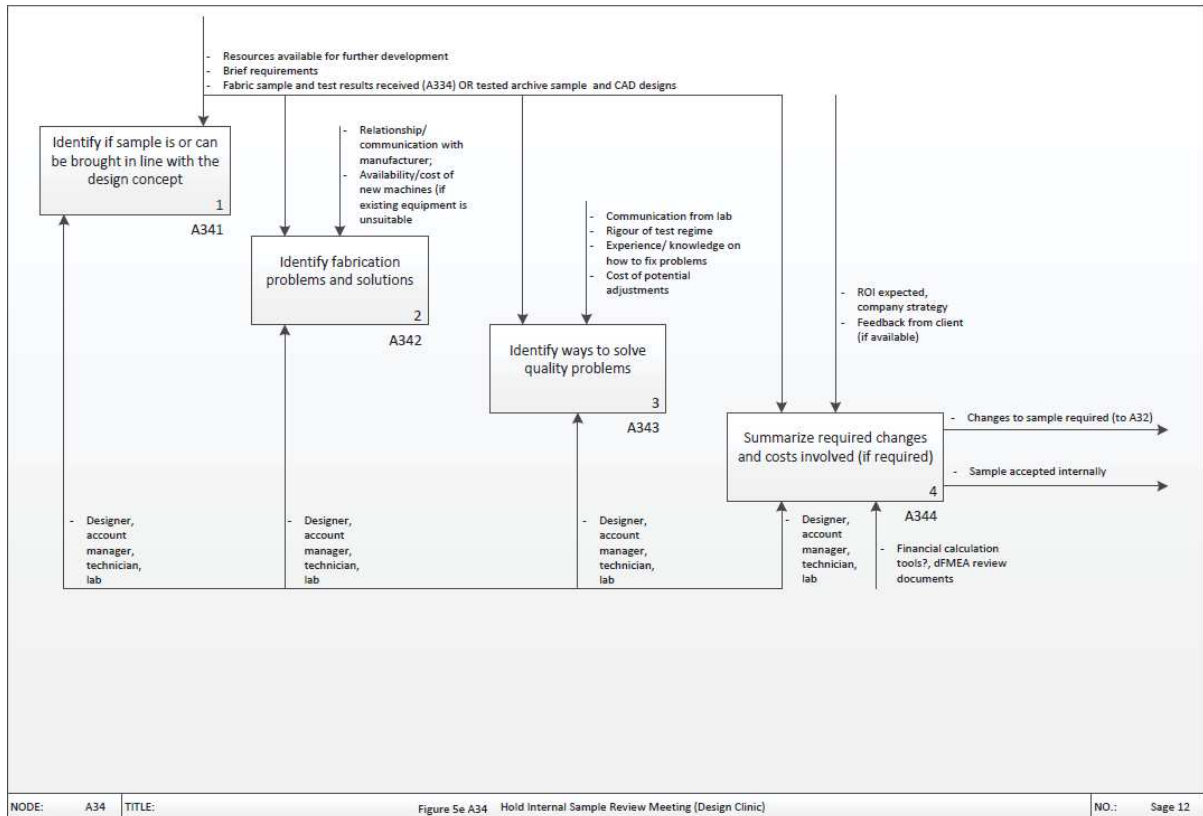 - Resources available for further development
- Brief requirements
- Fabric sample and test results received (A334) OR tested archive sample and CAD designs
Identify if sample is or can
be brought in line with the
design concept
1
A341
- Relationship/
communication with
manufacturer;
- Availability/cost of
new machines (if
existing equipment is
unsuitable
Identify fabrication
problems and solutions
2
A342
- Communication from lab
- Rigour of test regime
- Experience/ knowledge on
how to fix problems
- Cost of potential
adjustments
Identify ways to solve
quality problems
3
A343
- ROI expected,
company strategy
- Feedback from client
(if available)
Summarize required changes
and costs involved (if required)
4
A344
- Changes to sample required (to A32)
- Sample accepted internally
- Designer,
account
manager,
technician,
lab
- Designer,
account
manager,
technician,
lab
- Designer,
account
manager,
technician,
lab
- Designer,
account
manager,
technician,
lab
- Financial calculation
tools?, dFMEA review
documents
NODE: A34 TITLE: Figure 5e A34 Hold Internal Sample Review Meeting (Design Clinic) NO.: Sage 12